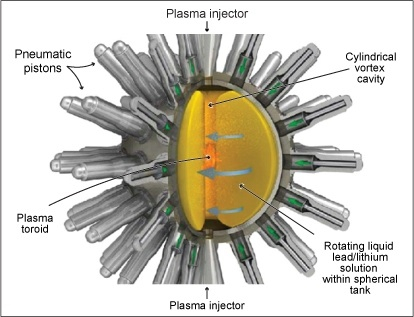 Plasma injector
Pneumatic
pistons
Cylindrical
vortex
cavity
Plasma
toroid
Rotating liquid
lead/lithium
solution
within spherical
tank
Plasma injector